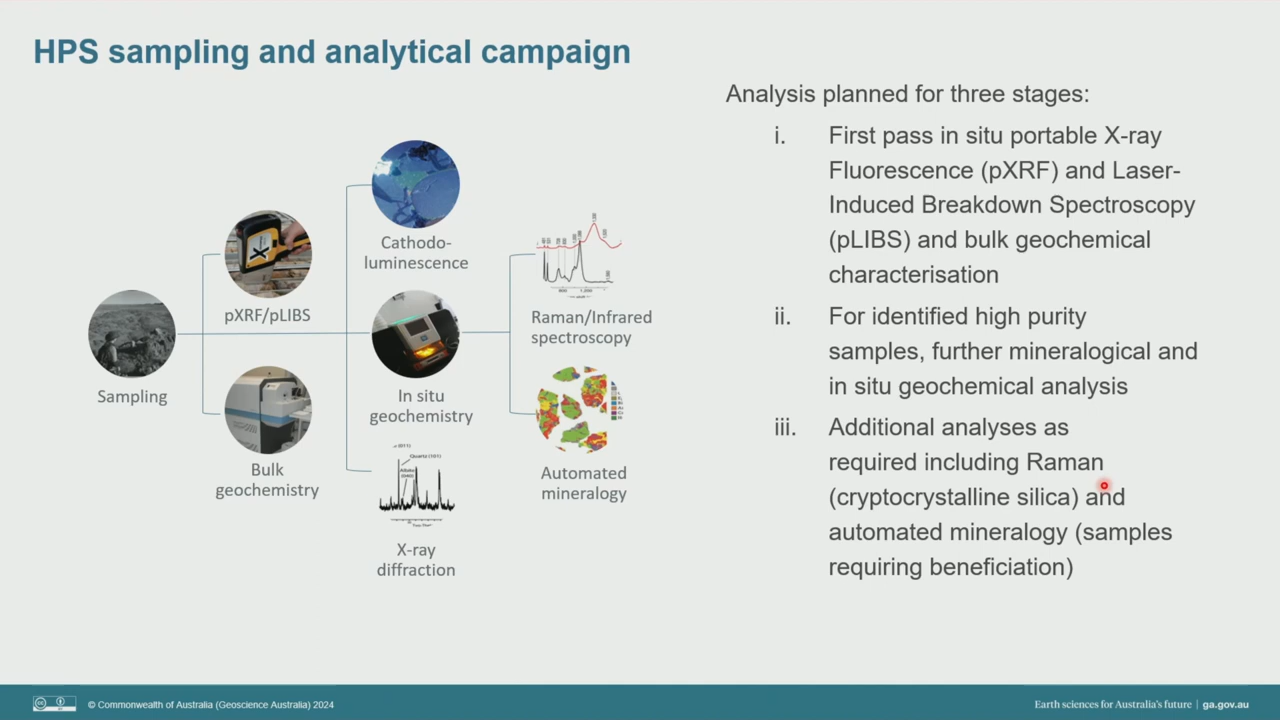 HPS sampling and analytical campaign
Analysis planned for three stages:
i. First pass in situ portable X-ray
Fluorescence (pXRF) and Laser-
Induced Breakdown Spectroscopy
(pLIBS) and bulk geochemical
characterisation
ii. For identified high purity
samples, further mineralogical and
in situ geochemical analysis
iii. Additional analyses as
required including Raman
(cryptocrystalline silica) and
automated mineralogy (samples
requiring beneficiation)
Sampling
pXRF/pLIBS
Bulk
geochemistry
Cathodo-
luminescence
In situ
geochemistry
Quartz (101)
X-ray
diffraction
Raman/Infrared
spectroscopy
Automated
mineralogy
© Commonwealth of Australia (Geoscience Australia) 2024
Earth sciences for Australia's future | ga.gov.au